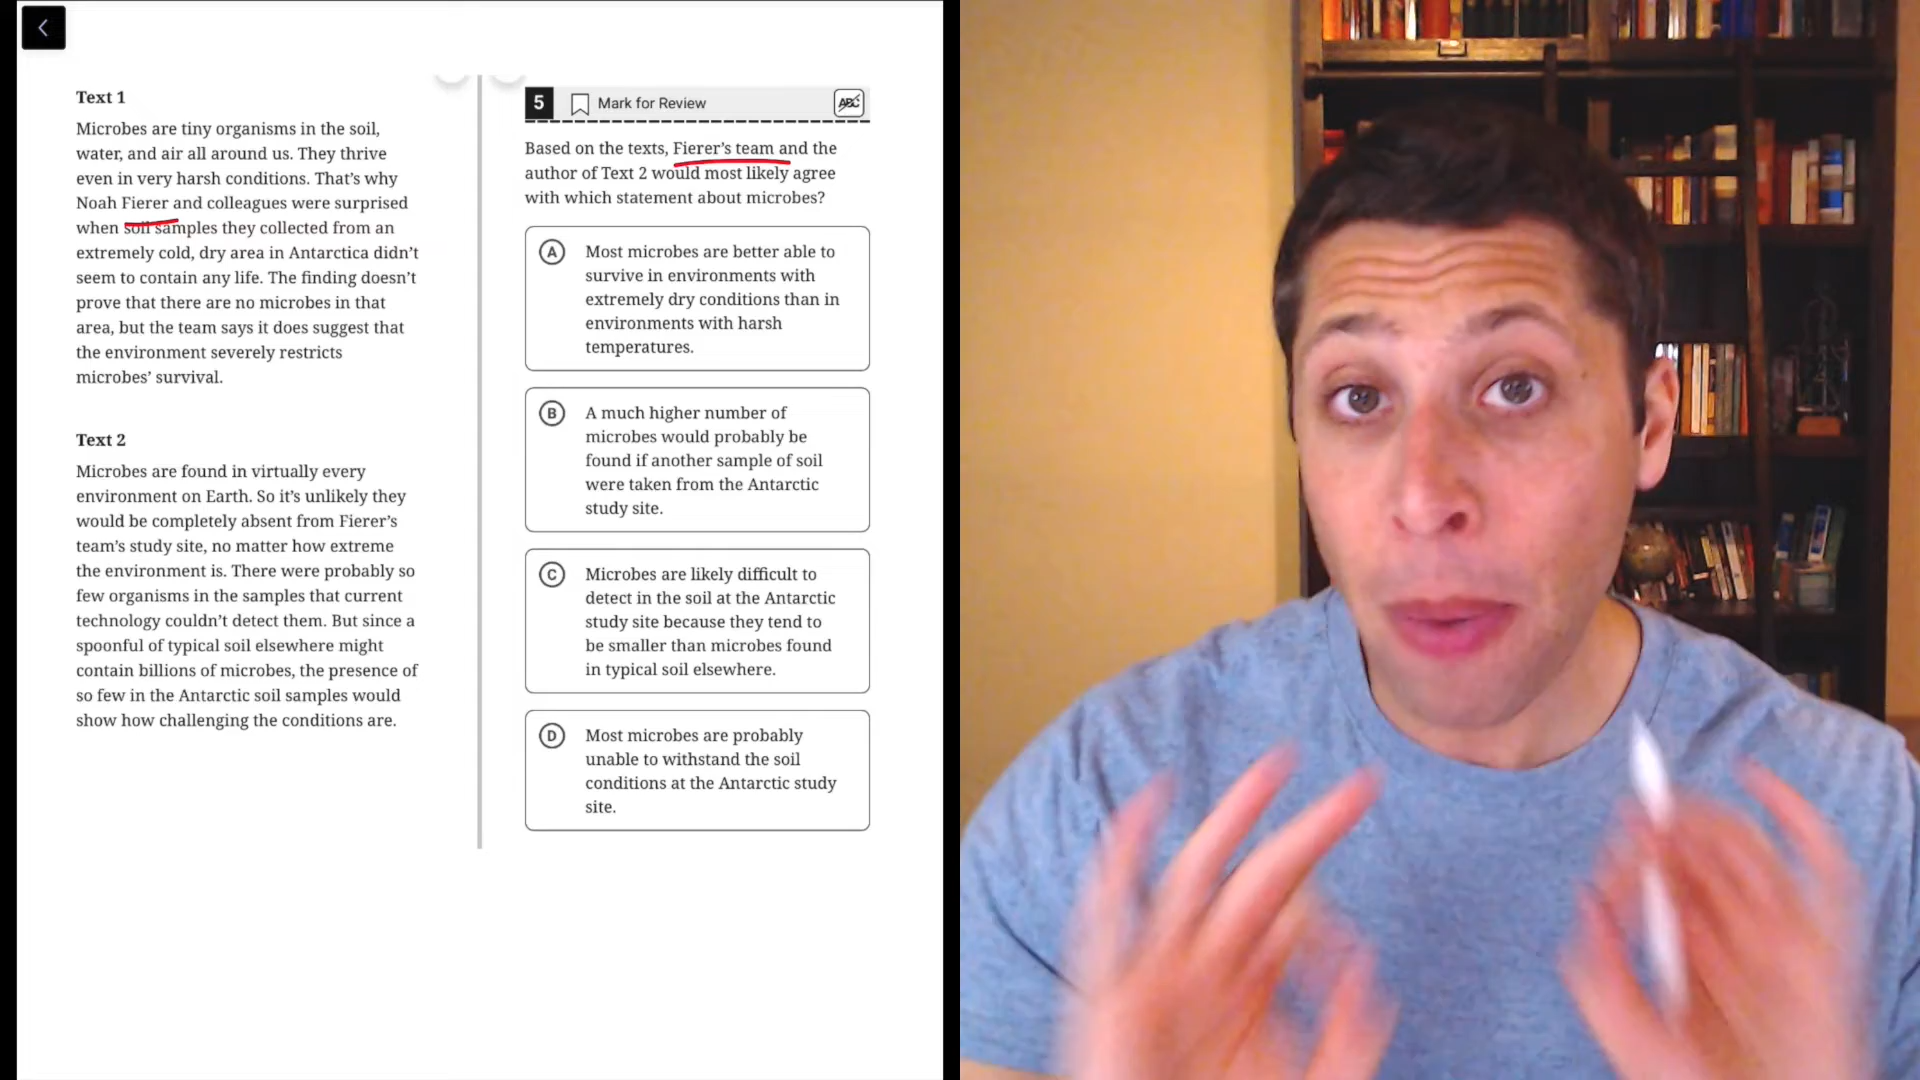 Text 1
Microbes are tiny organisms in the soil,
water, and air all around us. They thrive
even in very harsh conditions. That’s why
Noah Fierer and colleagues were surprised
when soil samples they collected from an
extremely cold, dry area in Antarctica didn’t
seem to contain any life. The finding doesn’t
prove that there are no microbes in that
area, but the team says it does suggest that
the environment severely restricts
microbes’ survival.
Text 2
Microbes are found in virtually every
environment on Earth. So it’s unlikely they
would be completely absent from Fierer’s
team’s study site, no matter how extreme
the environment is. There were probably so
few organisms in the samples that current
technology couldn’t detect them. But since a
spoonful of typical soil elsewhere might
contain billions of microbes, the presence of
so few in the Antarctic soil samples would
show how challenging the conditions are.
5 Mark for Review ABC
Based on the texts, Fierer’s team and the
author of Text 2 would most likely agree
with which statement about microbes?
A Most microbes are better able to
survive in environments with
extremely dry conditions than in
environments with harsh
temperatures.
B A much higher number of
microbes would probably be
found if another sample of soil
were taken from the Antarctic
study site.
C Microbes are likely difficult to
detect in the soil at the Antarctic
study site because they tend to
be smaller than microbes found
in typical soil elsewhere.
D Most microbes are probably
unable to withstand the soil
conditions at the Antarctic study
site.